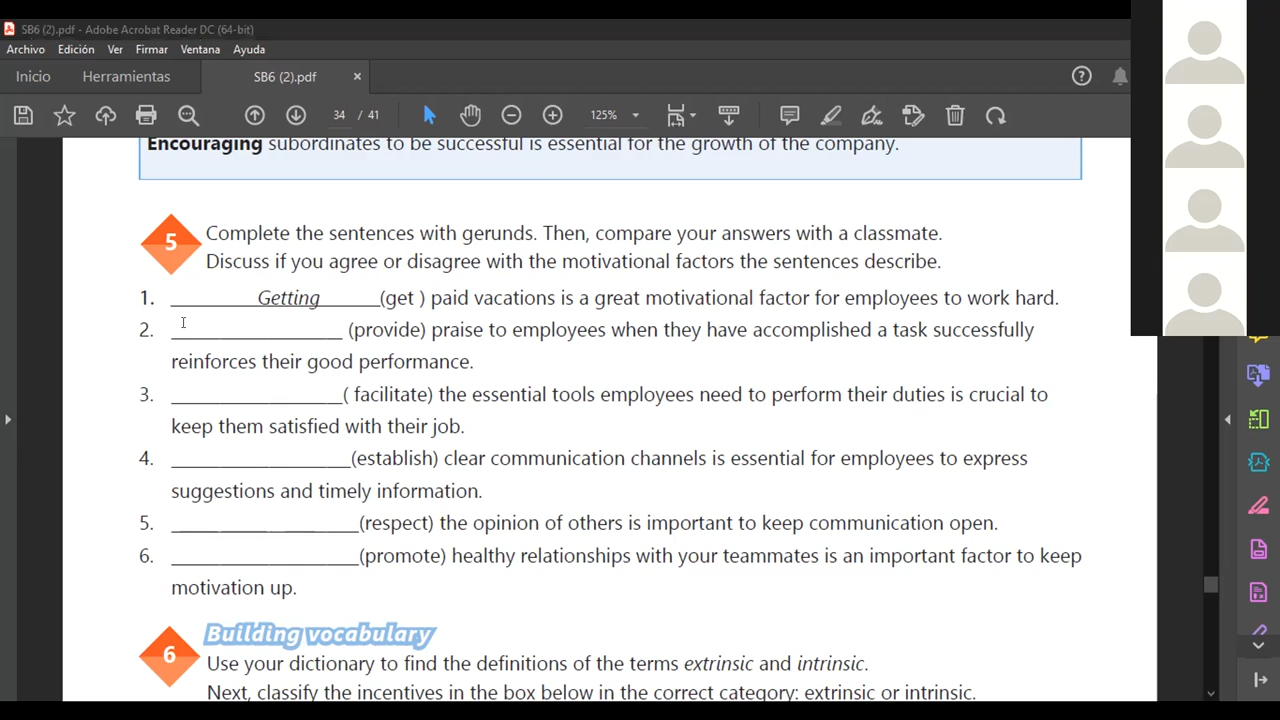 SB6 (2).pdf - Adobe Acrobat Reader DC (64-bit)
Archivo Edición Ver Firmar Ventana Ayuda
Inicio Herramientas SB6 (2).pdf ×
34 / 41 125%
Encouraging subordinates to be successful is essential for the growth of the company.
5 Complete the sentences with gerunds. Then, compare your answers with a classmate.
Discuss if you agree or disagree with the motivational factors the sentences describe.
1. ________Getting______(get ) paid vacations is a great motivational factor for employees to work hard.
2. __________________ (provide) praise to employees when they have accomplished a task successfully
reinforces their good performance.
3. __________________( facilitate) the essential tools employees need to perform their duties is crucial to
keep them satisfied with their job.
4. ___________________(establish) clear communication channels is essential for employees to express
suggestions and timely information.
5. ____________________(respect) the opinion of others is important to keep communication open.
6. ____________________(promote) healthy relationships with your teammates is an important factor to keep
motivation up.
Building vocabulary
6 Use your dictionary to find the definitions of the terms extrinsic and intrinsic.
Next, classify the incentives in the box below in the correct category: extrinsic or intrinsic.